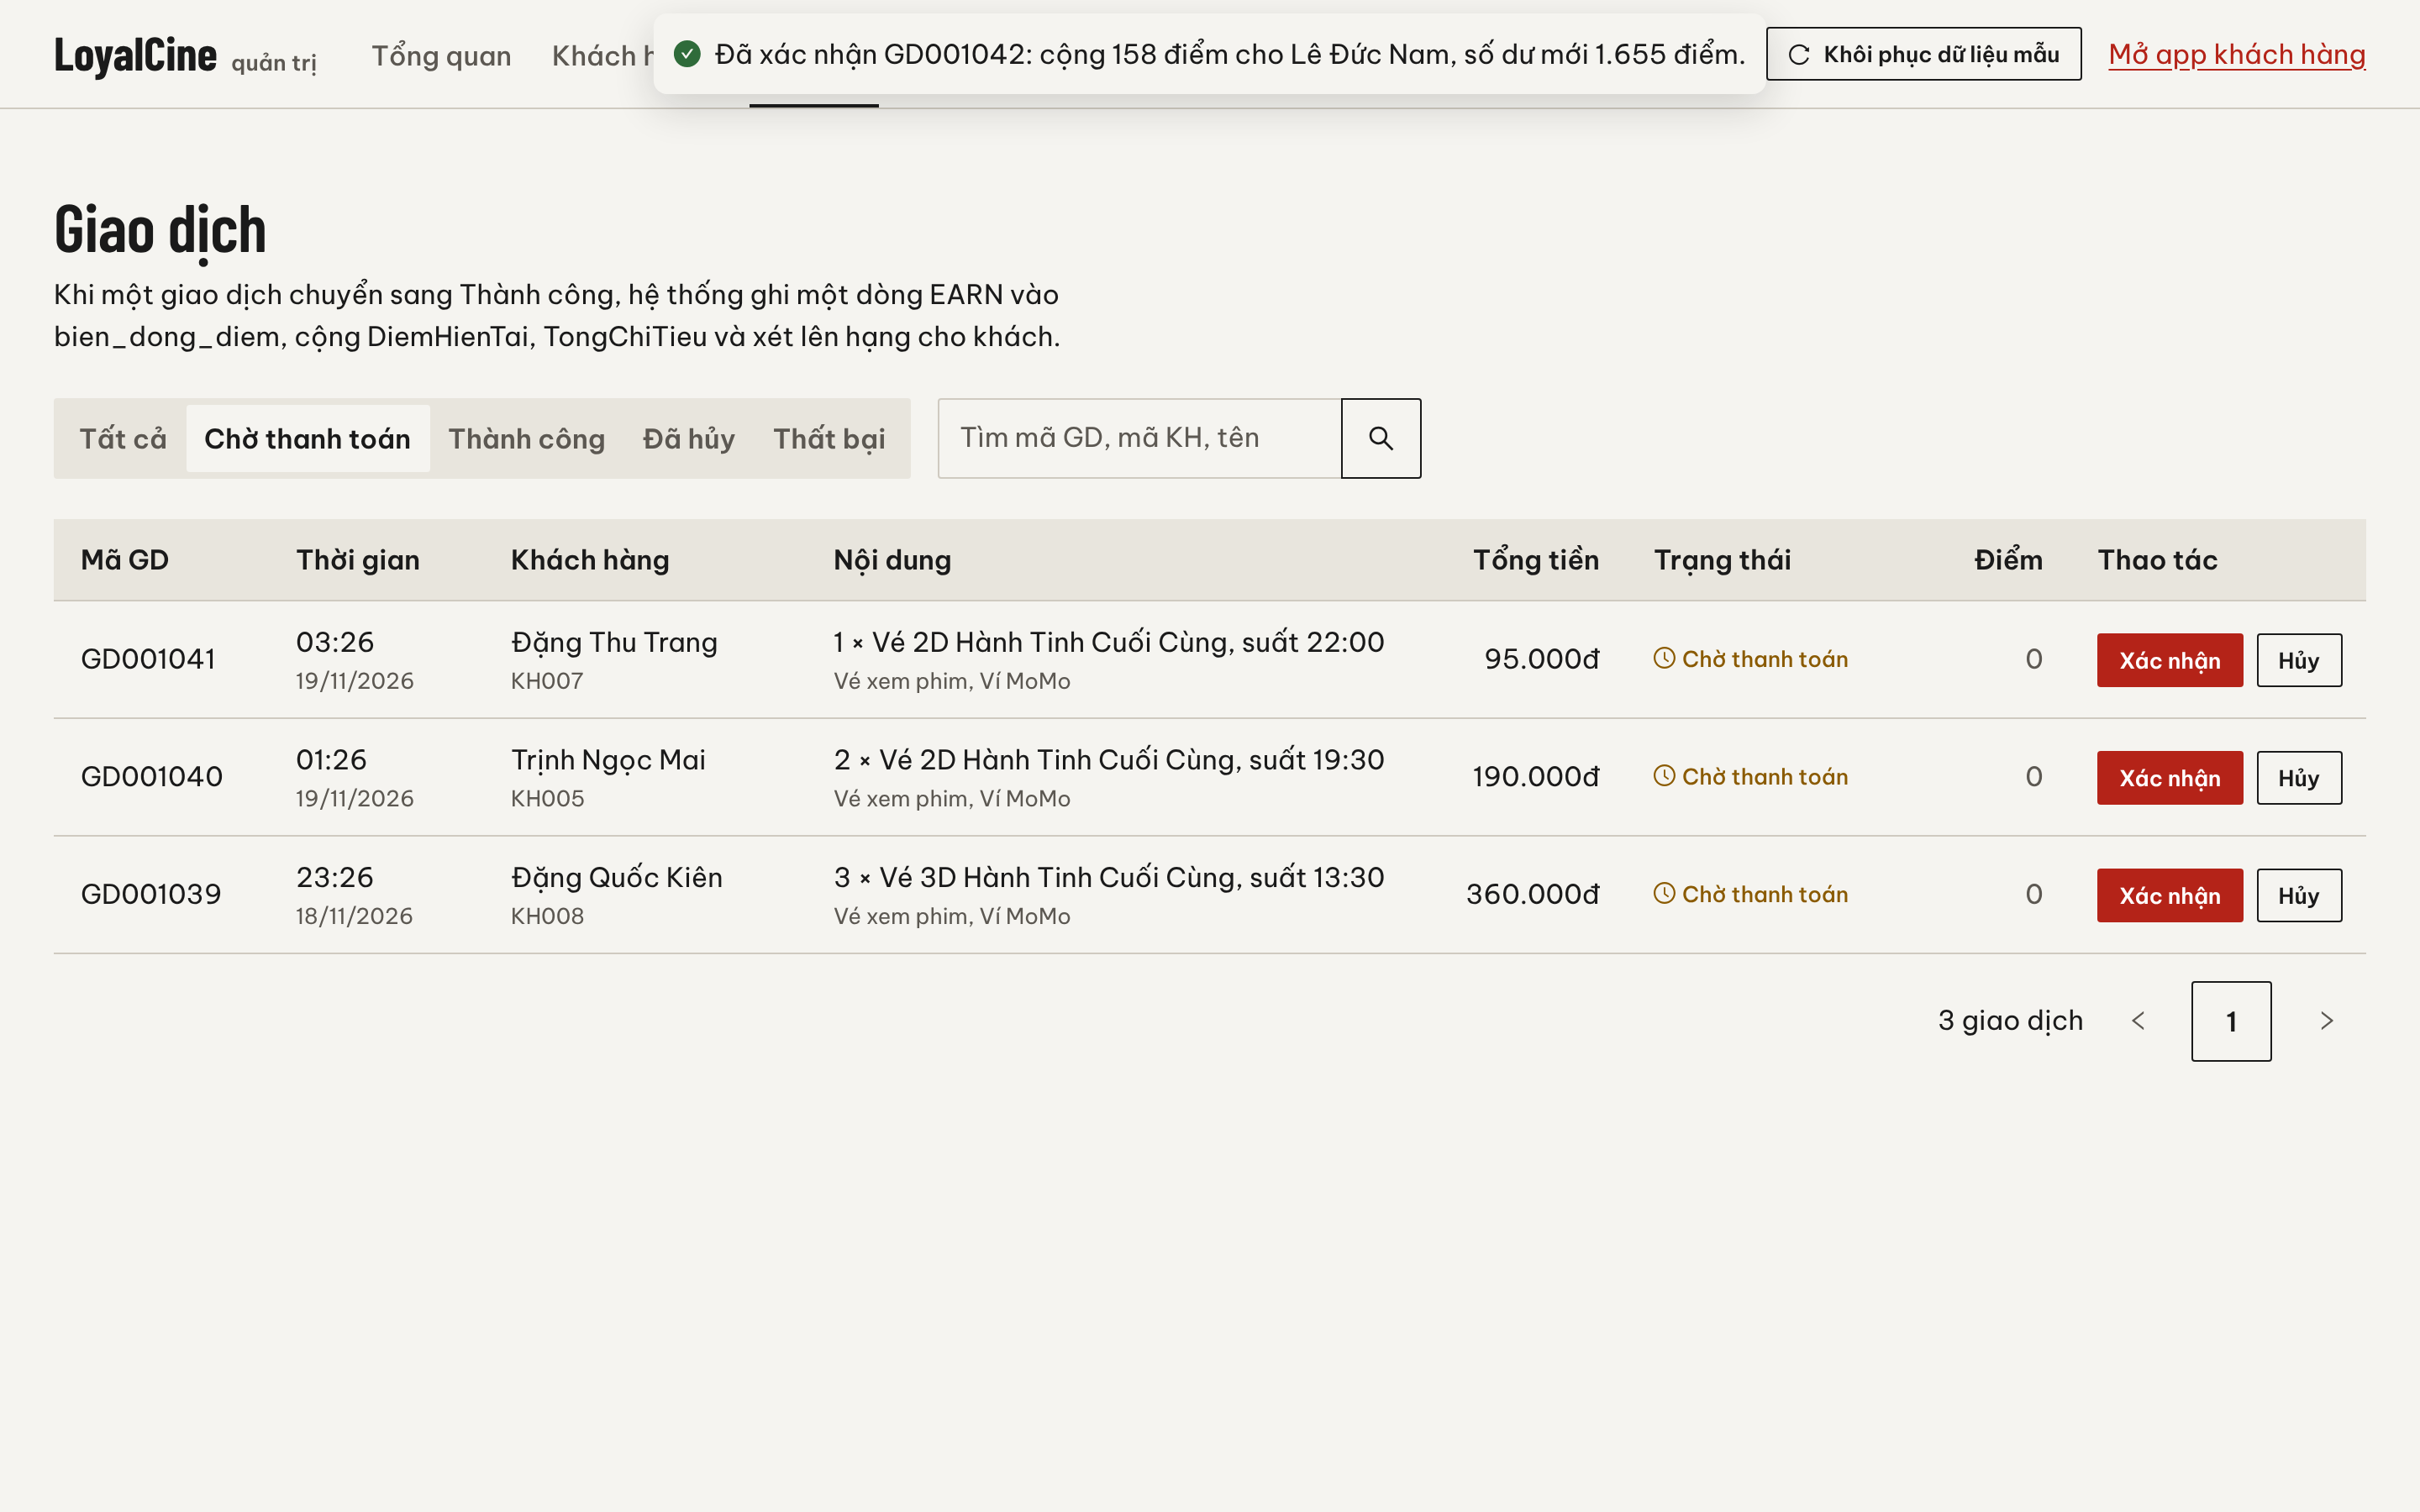 LoyalCine quản trị
Tổng quan
Khách h
Đã xác nhận GD001042: cộng 158 điểm cho Lê Đức Nam, số dư mới 1.655 điểm.
Khôi phục dữ liệu mẫu
Mở app khách hàng
Giao dịch
Khi một giao dịch chuyển sang Thành công, hệ thống ghi một dòng EARN vào
bien_dong_diem, cộng DiemHienTai, TongChiTieu và xét lên hạng cho khách.
Tất cả Chờ thanh toán Thành công Đã hủy Thất bại
Tìm mã GD, mã KH, tên
Mã GD Thời gian Khách hàng Nội dung Tổng tiền Trạng thái Điểm Thao tác
GD001041 03:26 Đặng Thu Trang 1 × Vé 2D Hành Tinh Cuối Cùng, suất 22:00 95.000đ Chờ thanh toán 0 Xác nhận Hủy
19/11/2026 KH007 Vé xem phim, Ví MoMo
GD001040 01:26 Trịnh Ngọc Mai 2 × Vé 2D Hành Tinh Cuối Cùng, suất 19:30 190.000đ Chờ thanh toán 0 Xác nhận Hủy
19/11/2026 KH005 Vé xem phim, Ví MoMo
GD001039 23:26 Đặng Quốc Kiên 3 × Vé 3D Hành Tinh Cuối Cùng, suất 13:30 360.000đ Chờ thanh toán 0 Xác nhận Hủy
18/11/2026 KH008 Vé xem phim, Ví MoMo
3 giao dịch 1